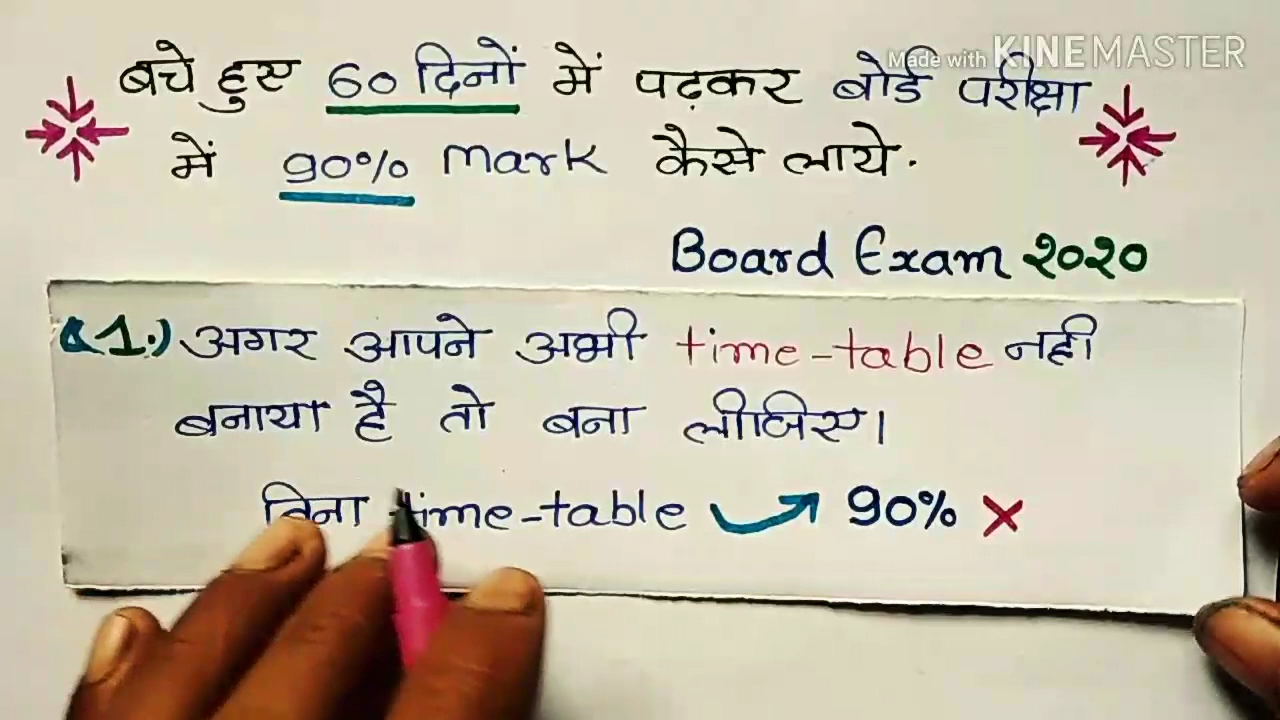 Made with KINEMASTER
बचे हुए 60 दिनों में पढ़कर बोर्ड परीक्षा
में 90% Mark कैसे लाये.
Board Exam २०२०
1.) अगर आपने अभी time-table नही
बनाया है तो बना लीजिए।
बिना time-table 90% ×